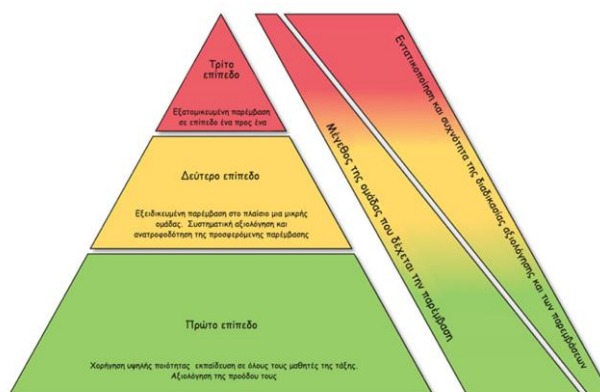 Τρίτο
επίπεδο
Εξατομικευμένη παρέμβαση
σε επίπεδο ένα προς ένα
Δεύτερο επίπεδο
Εξειδικευμένη παρέμβαση στο πλαίσιο μια μικρής
ομάδας. Συστηματική αξιολόγηση και
ανατροφοδότηση της προσφερόμενης παρέμβασης
Πρώτο επίπεδο
Χορήγηση υψηλής ποιότητας εκπαίδευση σε όλους τους μαθητές της τάξης.
Αξιολόγηση της προόδου τους
Μέγεθος της ομάδας που δέχεται την παρέμβαση
Εντατικοποίηση και συχνότητα της διαδικασίας αξιολόγησης και των παρεμβάσεων